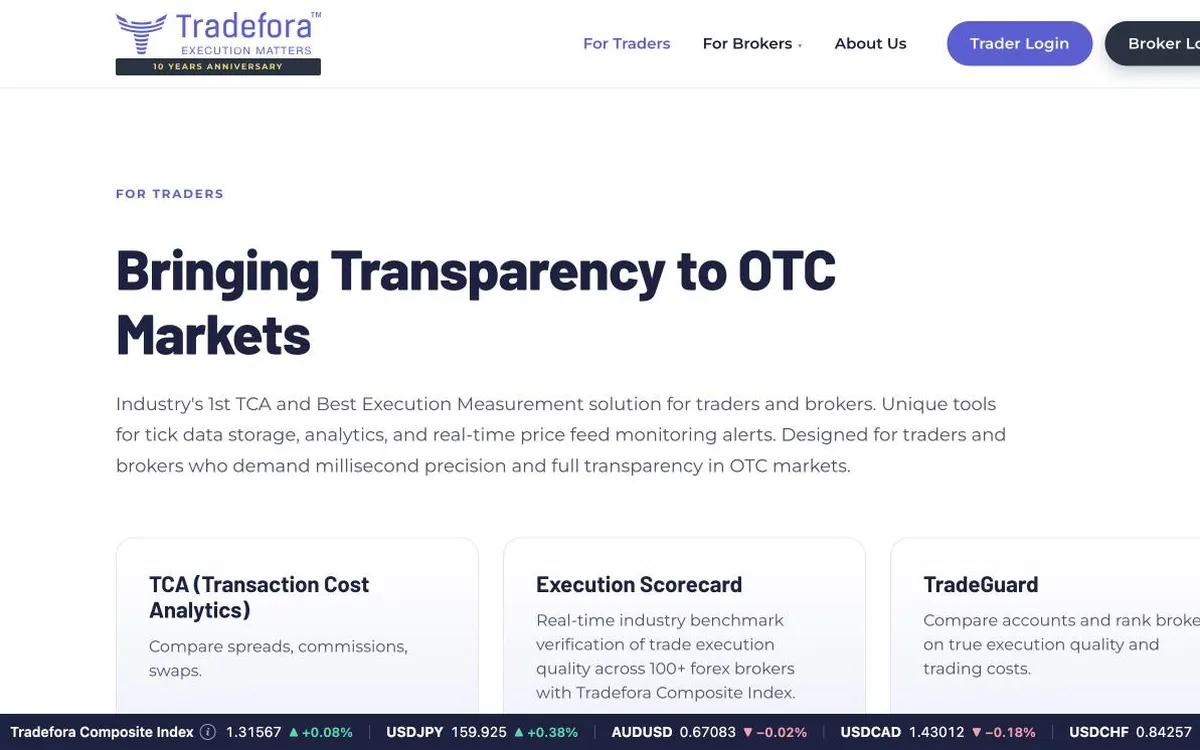 Tradefora™
EXECUTION MATTERS
10 YEARS ANNIVERSARY
For Traders
For Brokers
About Us
Trader Login
Broker
FOR TRADERS
Bringing Transparency to OTC
Markets
Industry's 1st TCA and Best Execution Measurement solution for traders and brokers. Unique tools
for tick data storage, analytics, and real-time price feed monitoring alerts. Designed for traders and
brokers who demand millisecond precision and full transparency in OTC markets.
TCA (Transaction Cost
Analytics)
Compare spreads, commissions,
swaps.
Execution Scorecard
Real-time industry benchmark
verification of trade execution
quality across 100+ forex brokers
with Tradefora Composite Index.
TradeGuard
Compare accounts and rank
on true execution quality and
trading costs.
Tradefora Composite Index i 1.31567 ▲ +0.08% USDJPY 159.925 ▲ +0.38% AUDUSD 0.67083 ▼ −0.02% USDCAD 1.43012 ▼ −0.18% USDCHF 0.84257